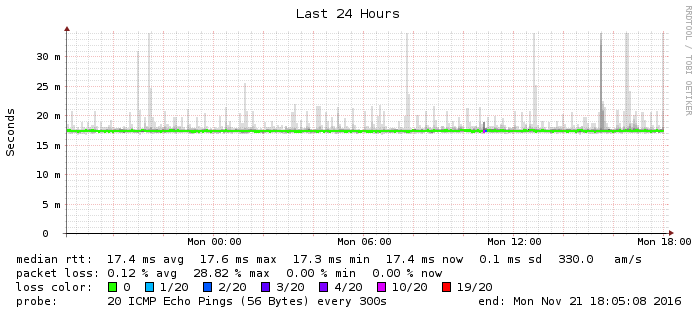 Last 24 Hours
RRDTOOL / TOBI OETIKER
Seconds
30 m
25 m
20 m
15 m
10 m
5 m
0
Mon 00:00 Mon 06:00 Mon 12:00 Mon 18:00
median rtt: 17.4 ms avg 17.6 ms max 17.3 ms min 17.4 ms now 0.1 ms sd 330.0 am/s
packet loss: 0.12 % avg 28.82 % max 0.00 % min 0.00 % now
loss color: 0 1/20 2/20 3/20 4/20 10/20 19/20
probe: 20 ICMP Echo Pings (56 Bytes) every 300s end: Mon Nov 21 18:05:08 2016